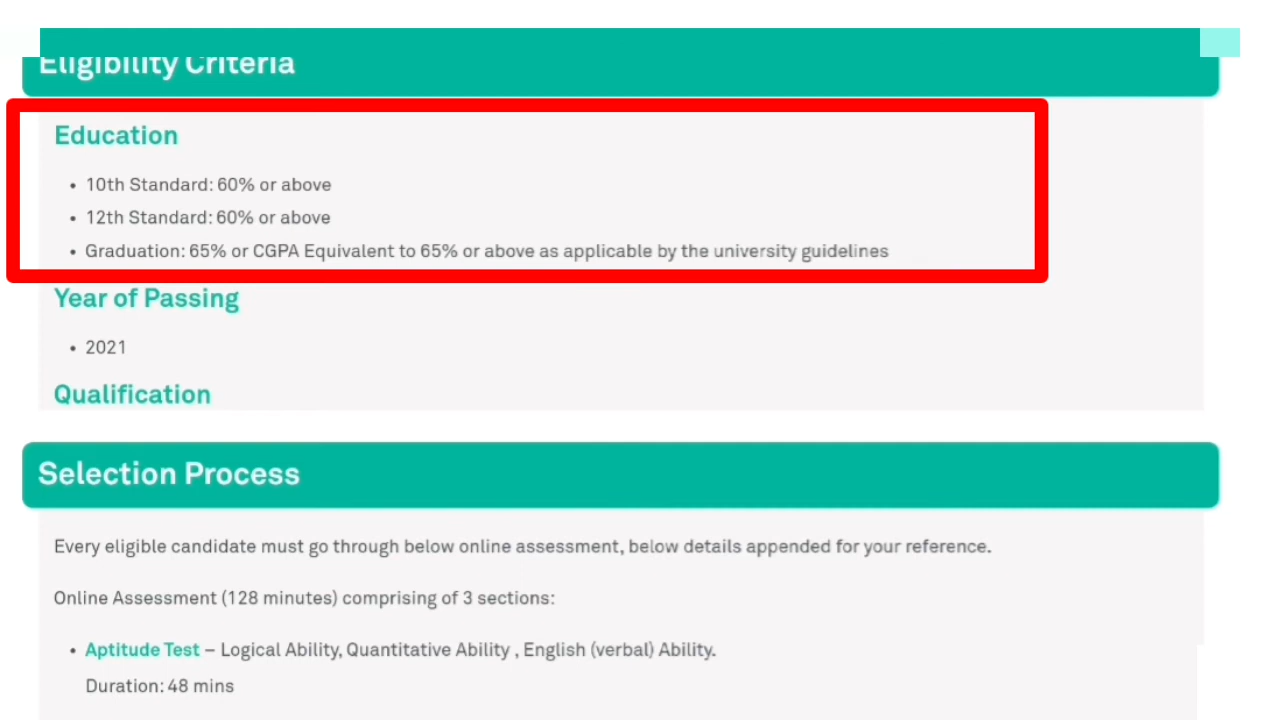 Eligibility Criteria
Education
• 10th Standard: 60% or above
• 12th Standard: 60% or above
• Graduation: 65% or CGPA Equivalent to 65% or above as applicable by the university guidelines
Year of Passing
• 2021
Qualification
Selection Process
Every eligible candidate must go through below online assessment, below details appended for your reference.
Online Assessment (128 minutes) comprising of 3 sections:
• Aptitude Test – Logical Ability, Quantitative Ability , English (verbal) Ability.
Duration: 48 mins